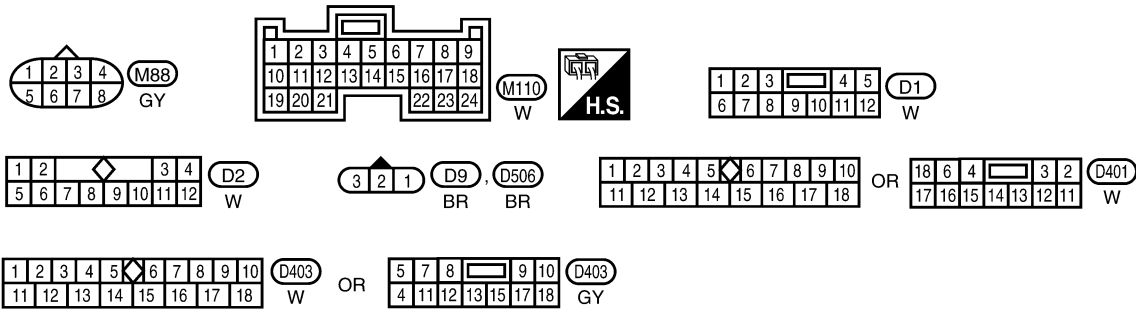 1 2 3 4
5 6 7 8
M88
GY
1 2 3 4 5 6 7 8 9
10 11 12 13 14 15 16 17 18
19 20 21 22 23 24
M110
W
H.S.
1 2 3 4 5
6 7 8 9 10 11 12
D1
W
1 2 3 4
5 6 7 8 9 10 11 12
D2
W
3 2 1
D9 , D506
BR BR
1 2 3 4 5 6 7 8 9 10
11 12 13 14 15 16 17 18
OR
18 6 4 3 2
17 16 15 14 13 12 11
D401
W
1 2 3 4 5 6 7 8 9 10
11 12 13 14 15 16 17 18
D403
W
OR
5 7 8 9 10
4 11 12 13 15 17 18
D403
GY